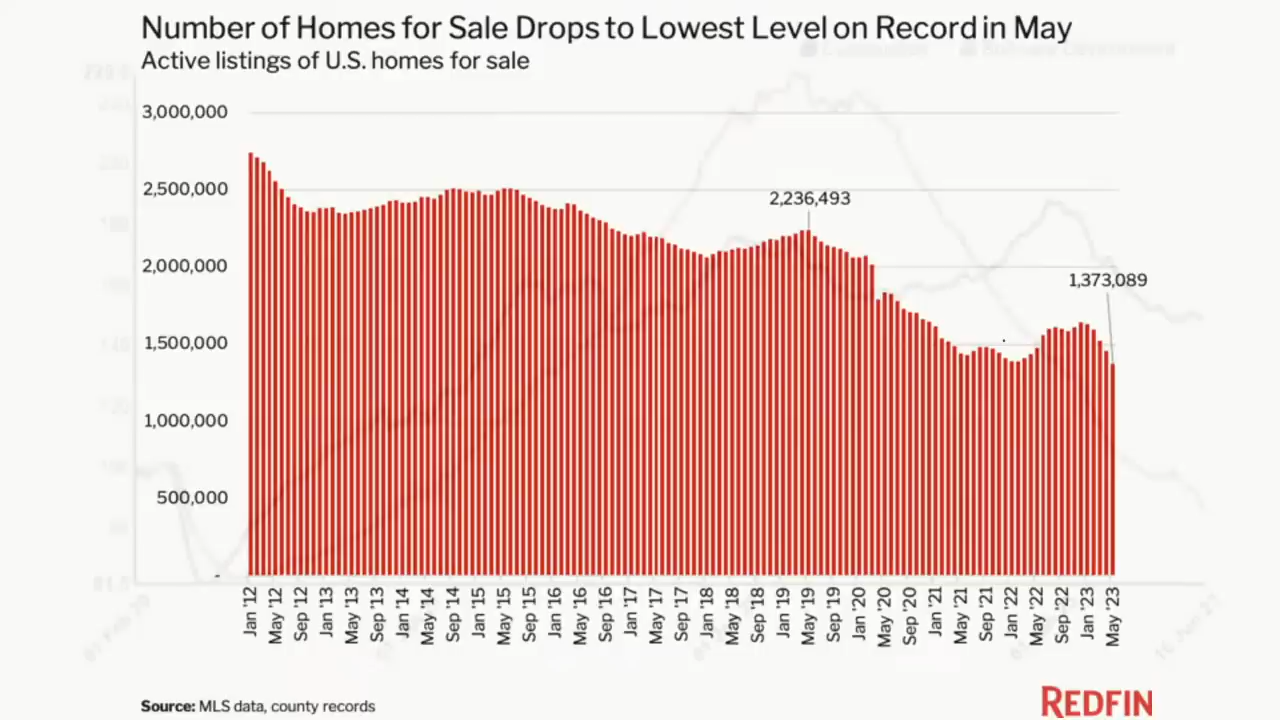 Number of Homes for Sale Drops to Lowest Level on Record in May
Active listings of U.S. homes for sale
3,000,000
2,500,000
2,236,493
2,000,000
1,373,089
1,500,000
1,000,000
500,000
-
Jan '12 May '12 Sep '12 Jan '13 May '13 Sep '13 Jan '14 May '14 Sep '14 Jan '15 May '15 Sep '15 Jan '16 May '16 Sep '16 Jan '17 May '17 Sep '17 Jan '18 May '18 Sep '18 Jan '19 May '19 Sep '19 Jan '20 May '20 Sep '20 Jan '21 May '21 Sep '21 Jan '22 May '22 Sep '22 Jan '23 May '23
Source: MLS data, county records
REDFIN